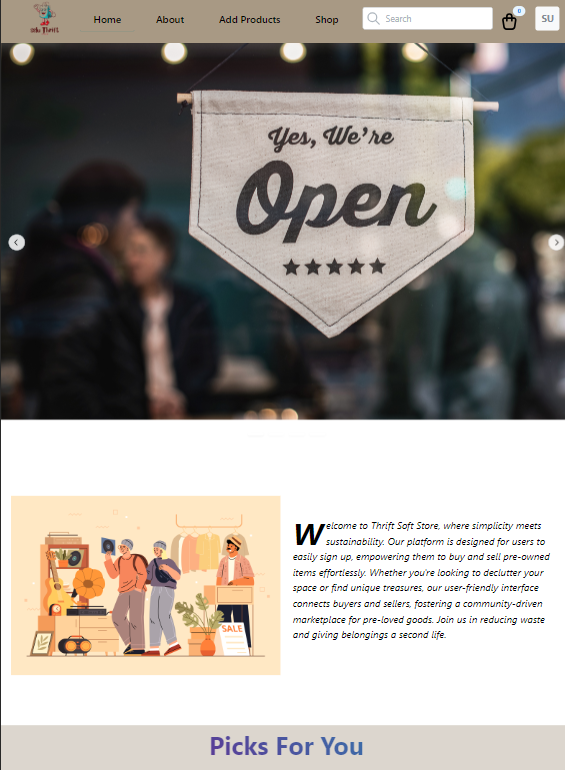 Home About Add Products Shop Search 0 SU
Yes, We're
Open
Welcome to Thrift Soft Store, where simplicity meets
sustainability. Our platform is designed for users to
easily sign up, empowering them to buy and sell pre-owned
items effortlessly. Whether you're looking to declutter your
space or find unique treasures, our user-friendly interface
connects buyers and sellers, fostering a community-driven
marketplace for pre-loved goods. Join us in reducing waste
and giving belongings a second life.
SALE
Picks For You